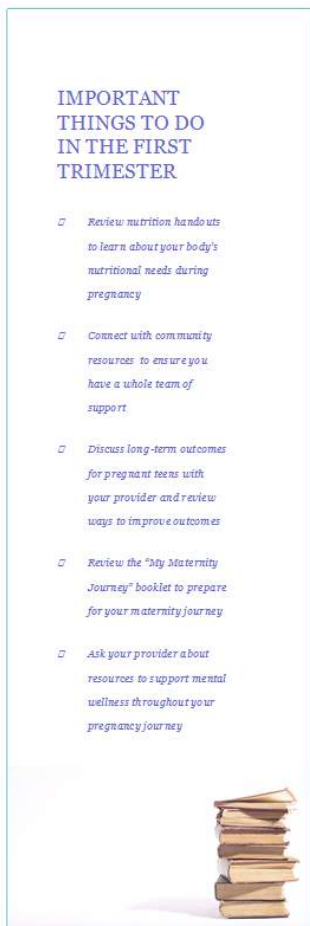 IMPORTANT
THINGS TO DO
IN THE FIRST
TRIMESTER
Review nutrition handouts
to learn about your body's
nutritional needs during
pregnancy
Connect with community
resources to ensure you
have a whole team of
support
Discuss long-term outcomes
for pregnant teens with
your provider and review
ways to improve outcomes
Review the "My Maternity
Journey" booklet to prepare
for your maternity journey
Ask your provider about
resources to support mental
wellness throughout your
pregnancy journey